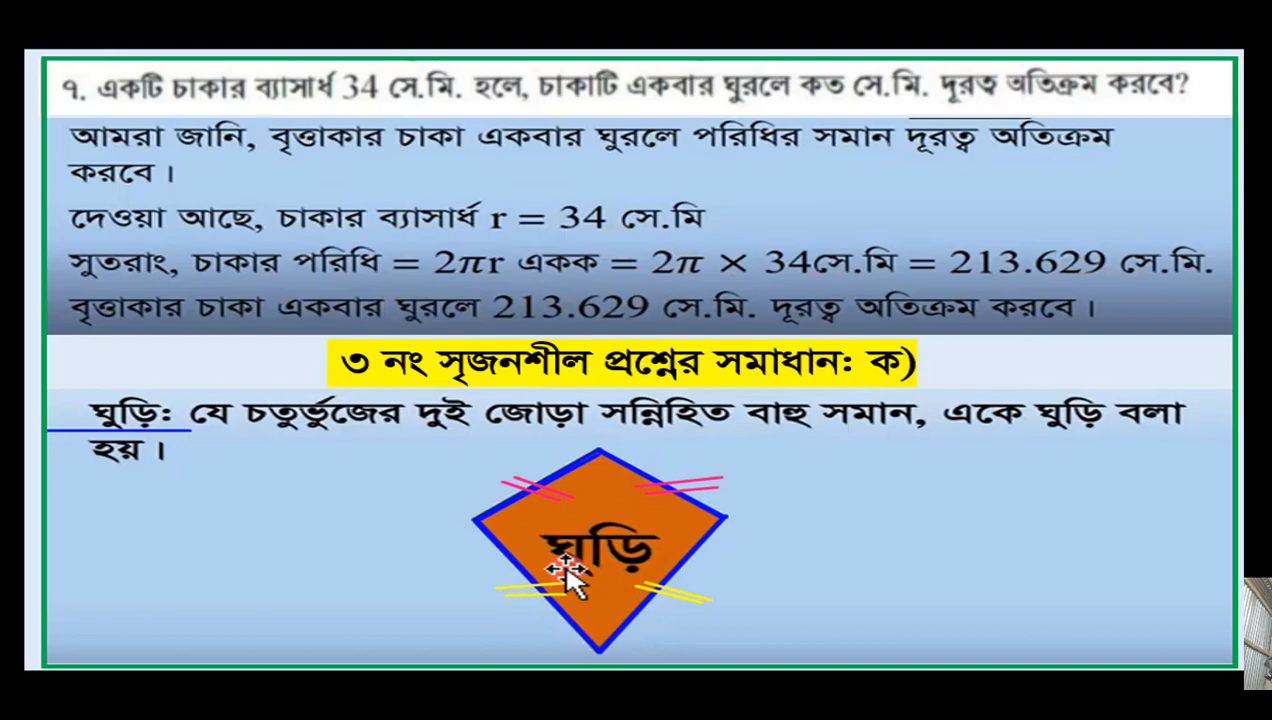 ৭. একটি চাকার ব্যাসার্ধ 34 সে.মি. হলে, চাকাটি একবার ঘুরলে কত সে.মি. দূরত্ব অতিক্রম করবে?
আমরা জানি, বৃত্তাকার চাকা একবার ঘুরলে পরিধির সমান দূরত্ব অতিক্রম
করবে।
দেওয়া আছে, চাকার ব্যাসার্ধ r = 34 সে.মি
সুতরাং, চাকার পরিধি = 2πr একক = 2π × 34সে.মি = 213.629 সে.মি.
বৃত্তাকার চাকা একবার ঘুরলে 213.629 সে.মি. দূরত্ব অতিক্রম করবে।
৩ নং সৃজনশীল প্রশ্নের সমাধান: ক)
ঘুড়ি: যে চতুর্ভুজের দুই জোড়া সন্নিহিত বাহু সমান, একে ঘুড়ি বলা
হয়।
ঘুড়ি